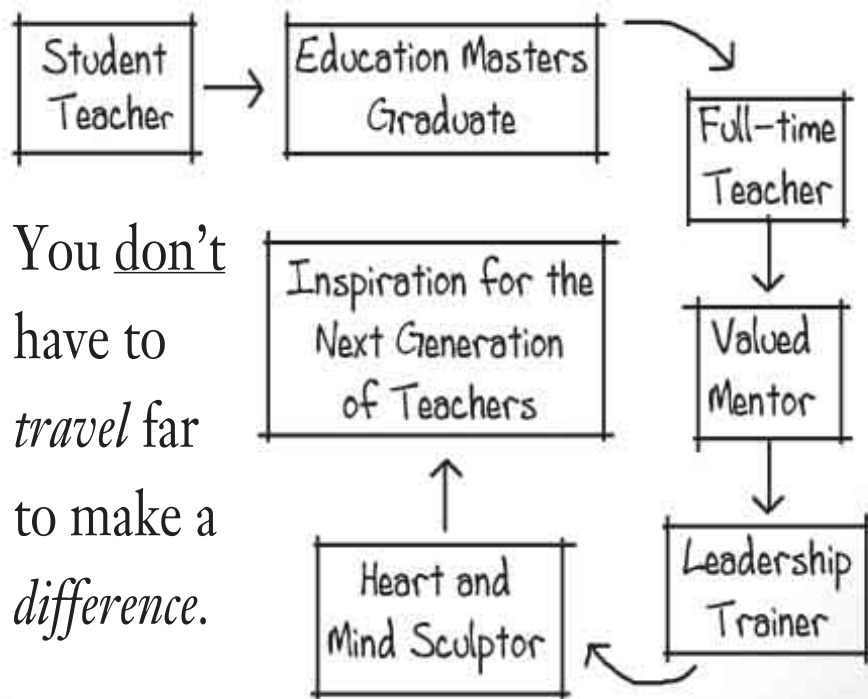 Student
Teacher
Education Masters
Graduate
Full-time
Teacher
Valued
Mentor
Leadership
Trainer
Heart and
Mind Sculptor
Inspiration for the
Next Generation
of Teachers
You don't
have to
travel far
to make a
difference.